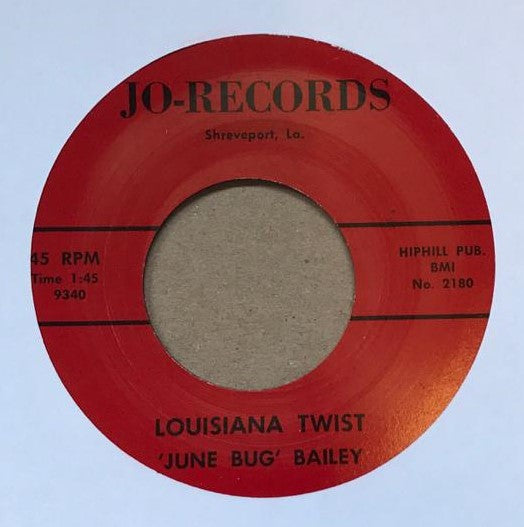 JO-RECORDS
Shreveport, La.
45 RPM
Time 1:45
9340
HIPHILL PUB.
BMI
No. 2180
LOUISIANA TWIST
'JUNE BUG' BAILEY